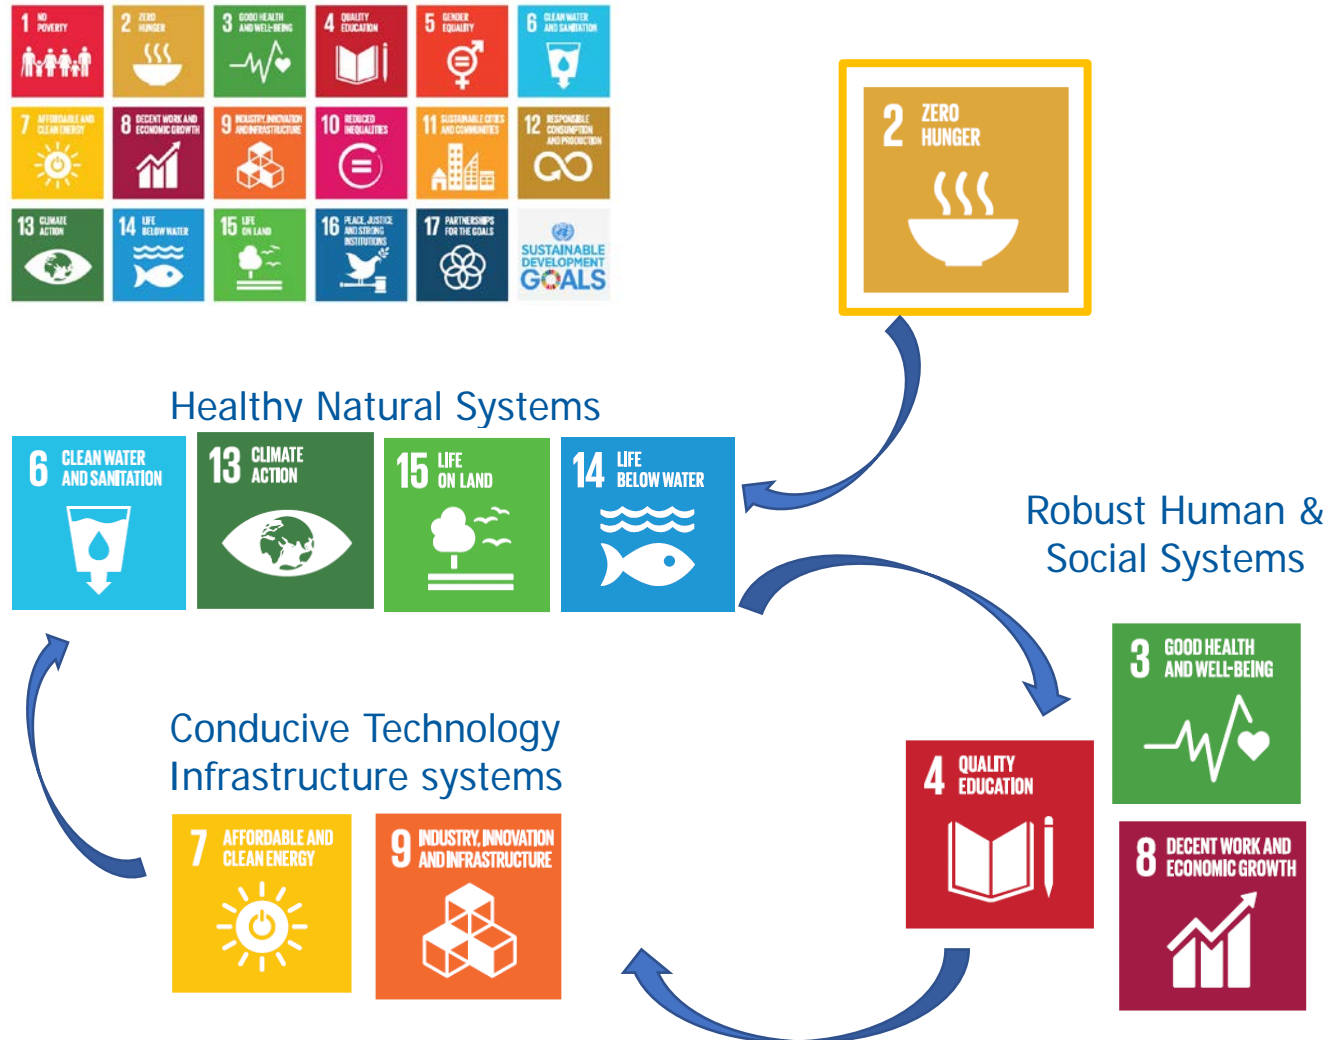 1 NO
POVERTY
2 ZERO
HUNGER
3 GOOD HEALTH
AND WELL-BEING
4 QUALITY
EDUCATION
5 GENDER
EQUALITY
6 CLEAN WATER
AND SANITATION
7 AFFORDABLE AND
CLEAN ENERGY
8 DECENT WORK AND
ECONOMIC GROWTH
9 INDUSTRY, INNOVATION
AND INFRASTRUCTURE
10 REDUCED
INEQUALITIES
11 SUSTAINABLE CITIES
AND COMMUNITIES
12 RESPONSIBLE
CONSUMPTION
AND PRODUCTION
13 CLIMATE
ACTION
14 LIFE
BELOW WATER
15 LIFE
ON LAND
16 PEACE, JUSTICE
AND STRONG
INSTITUTIONS
17 PARTNERSHIPS
FOR THE GOALS
SUSTAINABLE
DEVELOPMENT
GOALS
2 ZERO
HUNGER
Healthy Natural Systems
6 CLEAN WATER
AND SANITATION
13 CLIMATE
ACTION
15 LIFE
ON LAND
14 LIFE
BELOW WATER
Robust Human &
Social Systems
3 GOOD HEALTH
AND WELL-BEING
4 QUALITY
EDUCATION
8 DECENT WORK AND
ECONOMIC GROWTH
Conducive Technology
Infrastructure systems
7 AFFORDABLE AND
CLEAN ENERGY
9 INDUSTRY, INNOVATION
AND INFRASTRUCTURE